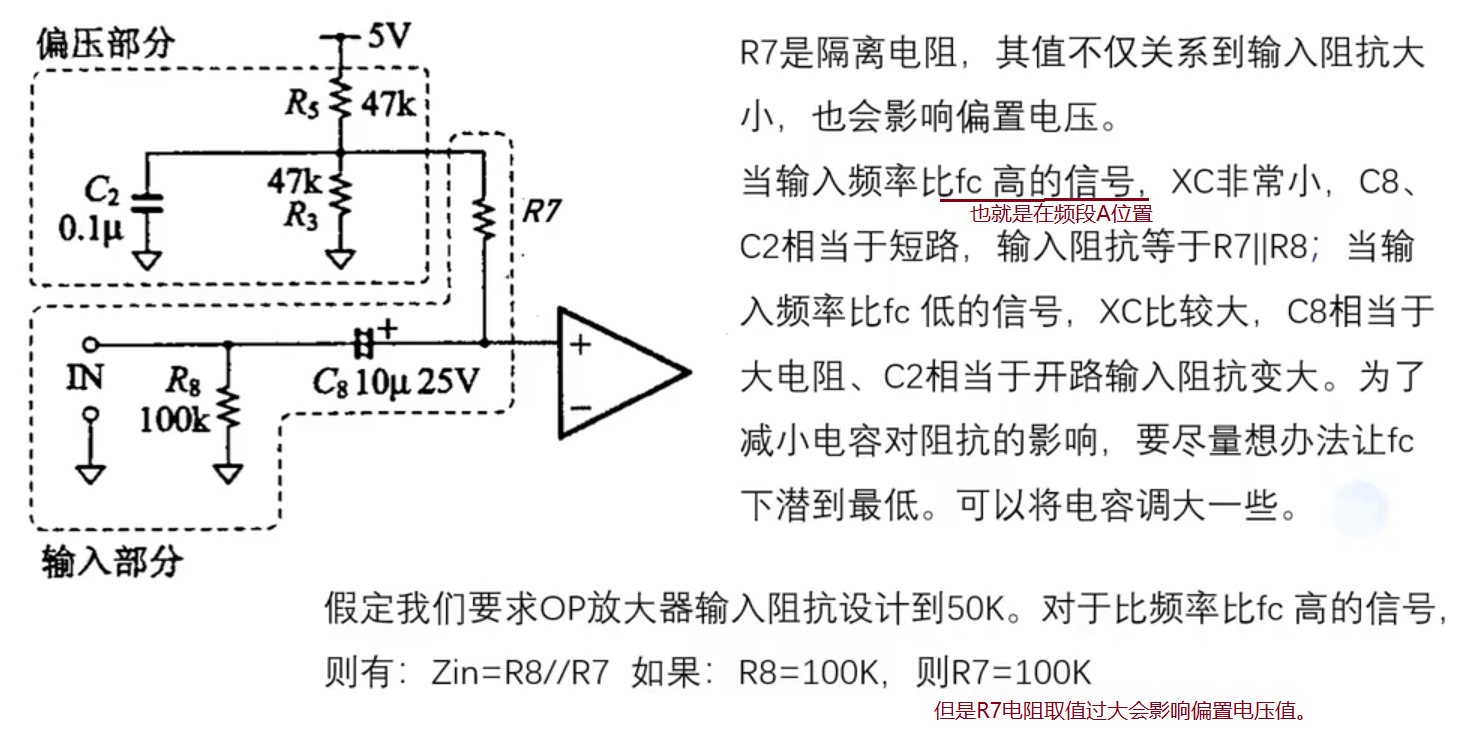 偏压部分
5V
R5 47k
C2
0.1μ
47k
R3
R7
IN
R8
100k
+
C8 10μ 25V
+
−
输入部分
R7是隔离电阻，其值不仅关系到输入阻抗大
小，也会影响偏置电压。
当输入频率比fc 高的信号，XC非常小，C8、
也就是在频段A位置
C2相当于短路，输入阻抗等于R7||R8；当输
入频率比fc 低的信号，XC比较大，C8相当于
大电阻、C2相当于开路输入阻抗变大。为了
减小电容对阻抗的影响，要尽量想办法让fc
下潜到最低。可以将电容调大一些。
假定我们要求OP放大器输入阻抗设计到50K。对于比频率比fc 高的信号，
则有：Zin=R8//R7 如果：R8=100K，则R7=100K
但是R7电阻取值过大会影响偏置电压值。